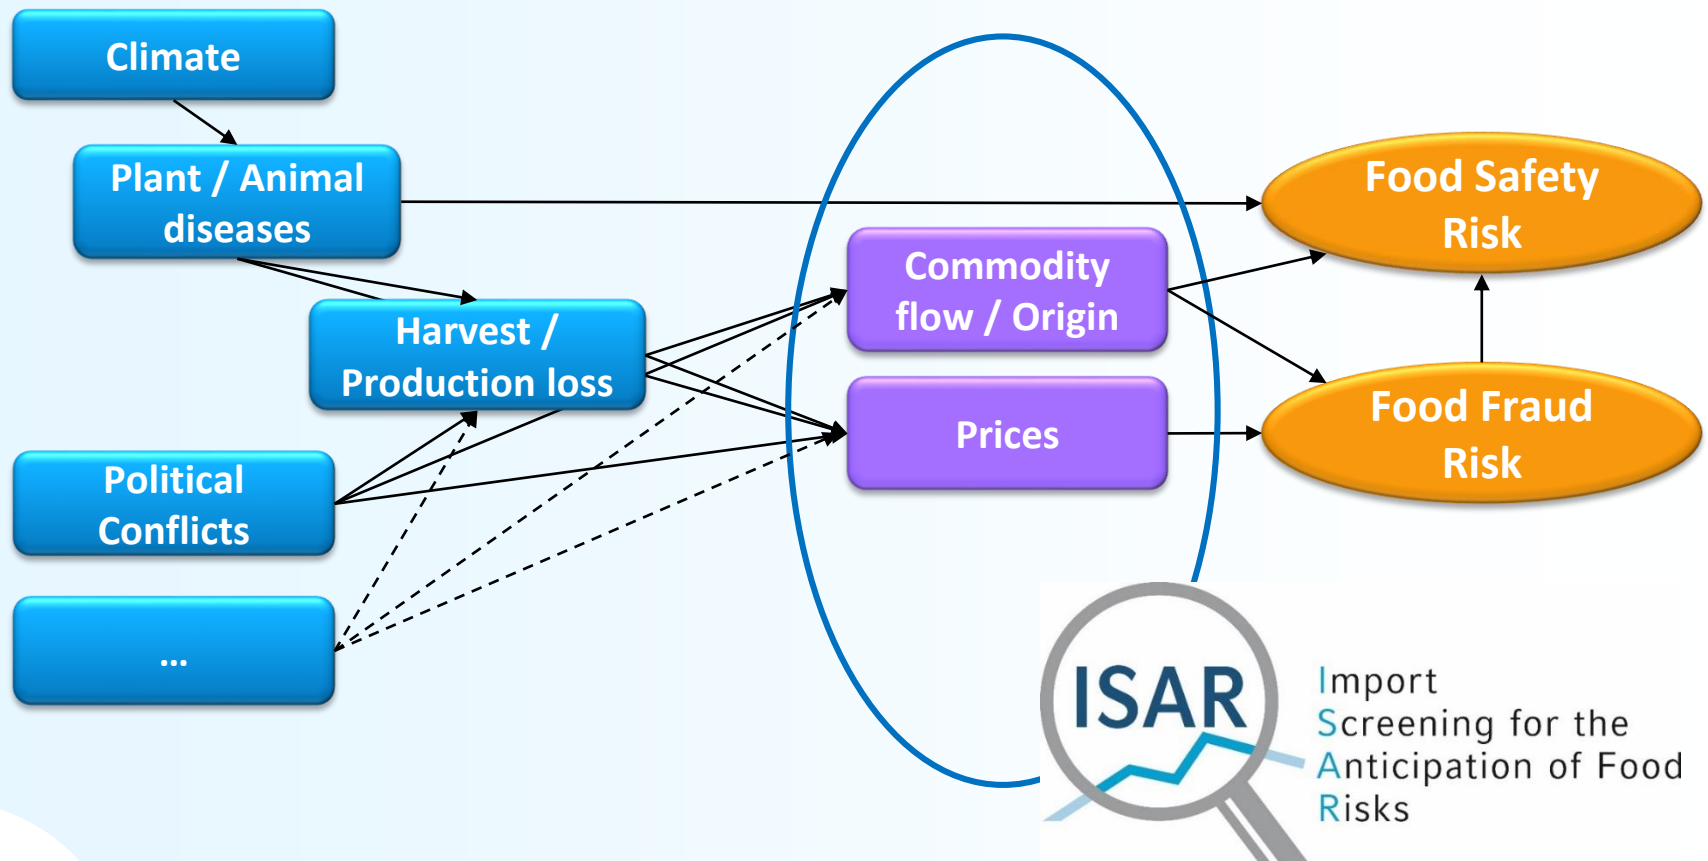 Climate
Plant / Animal
diseases
Harvest /
Production loss
Political
Conflicts
...
Commodity
flow / Origin
Prices
Food Safety
Risk
Food Fraud
Risk
ISAR
Import
Screening for the
Anticipation of Food
Risks